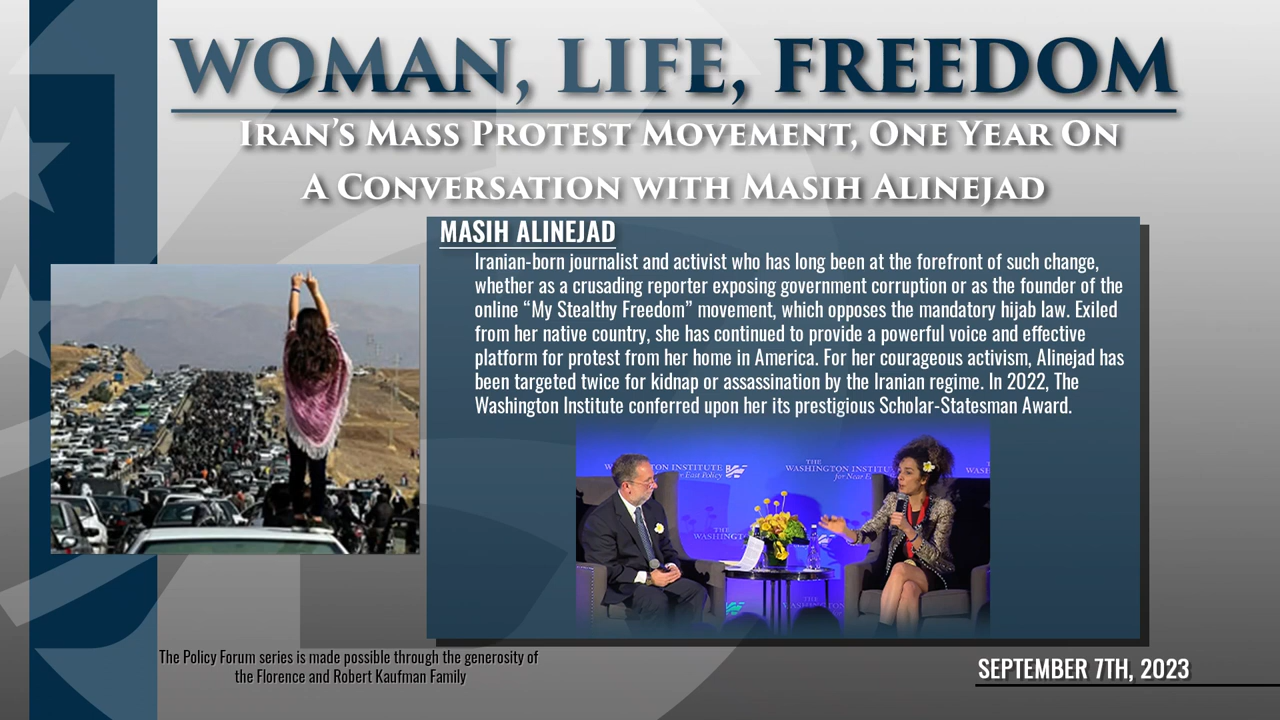 WOMAN, LIFE, FREEDOM
Iran's Mass Protest Movement, One Year On
A Conversation with Masih Alinejad
MASIH ALINEJAD
Iranian-born journalist and activist who has long been at the forefront of such change,
whether as a crusading reporter exposing government corruption or as the founder of the
online “My Stealthy Freedom” movement, which opposes the mandatory hijab law. Exiled
from her native country, she has continued to provide a powerful voice and effective
platform for protest from her home in America. For her courageous activism, Alinejad has
been targeted twice for kidnap or assassination by the Iranian regime. In 2022, The
Washington Institute conferred upon her its prestigious Scholar-Statesman Award.
INSTITUTE
East Policy
THE
WASHINGTON
for Near
THE
THE
The Policy Forum series is made possible through the generosity of
the Florence and Robert Kaufman Family
SEPTEMBER 7TH, 2023